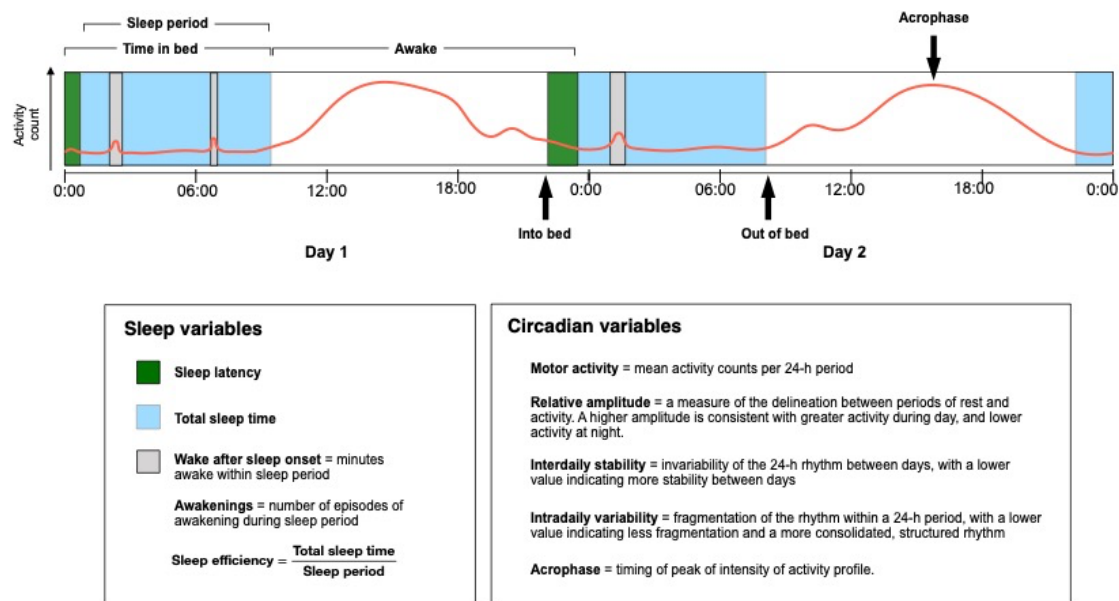 Sleep period
Acrophase
Time in bed
Awake
Activity
count
0:00
06:00
12:00
18:00
0:00
06:00
12:00
18:00
0:00
Into bed
Out of bed
Day 1
Day 2
Sleep variables
Sleep latency
Total sleep time
Wake after sleep onset = minutes
awake within sleep period
Awakenings = number of episodes of
awakening during sleep period
Sleep efficiency = Total sleep time
Sleep period
Circadian variables
Motor activity = mean activity counts per 24-h period
Relative amplitude = a measure of the delineation between periods of rest and
activity. A higher amplitude is consistent with greater activity during day, and lower
activity at night.
Interdaily stability = invariability of the 24-h rhythm between days, with a lower
value indicating more stability between days
Intradaily variability = fragmentation of the rhythm within a 24-h period, with a lower
value indicating less fragmentation and a more consolidated, structured rhythm
Acrophase = timing of peak of intensity of activity profile.